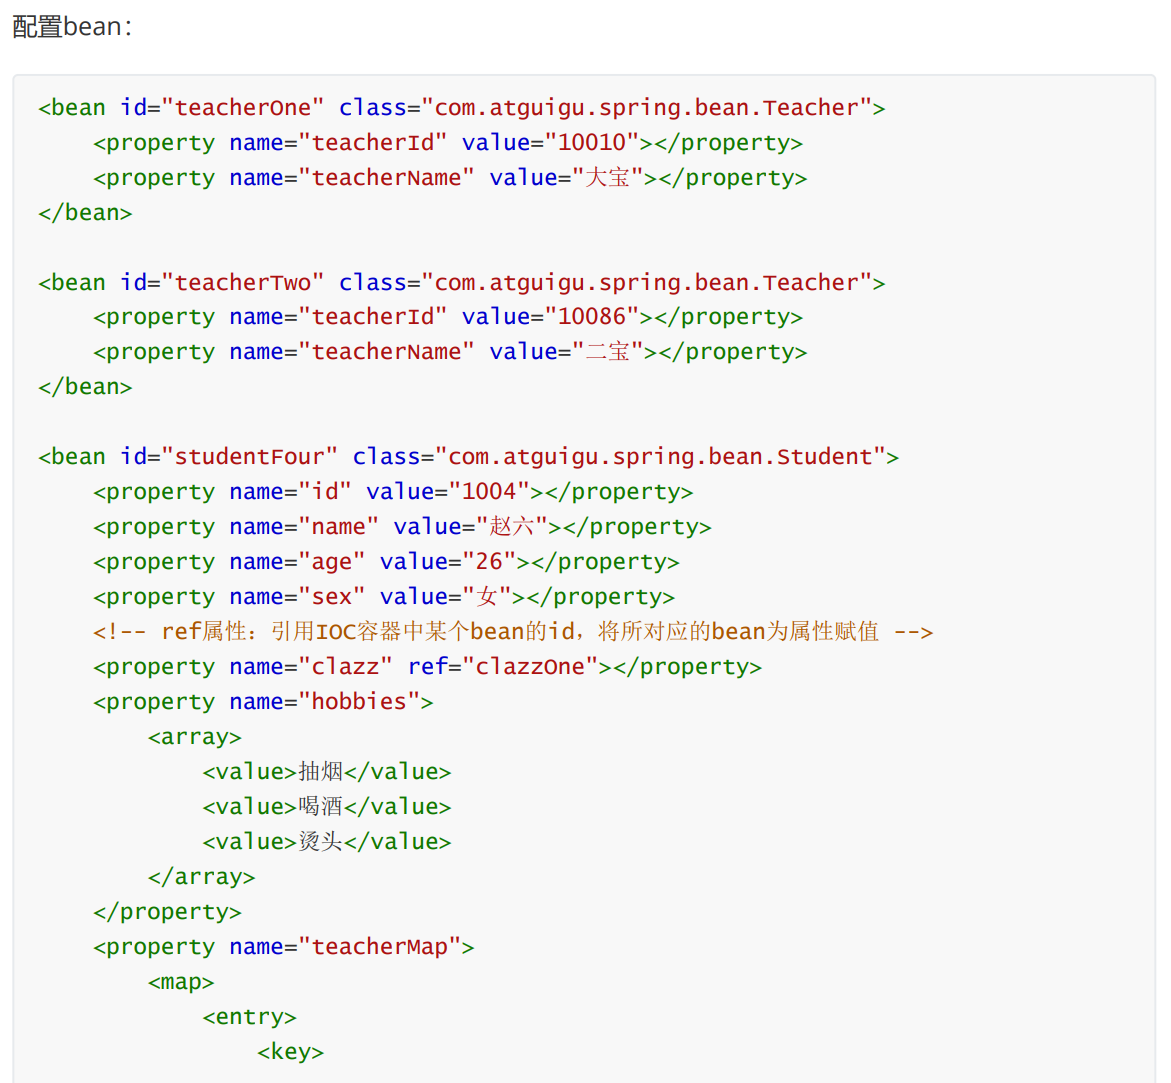 配置bean：
<bean id="teacherOne" class="com.atguigu.spring.bean.Teacher">
    <property name="teacherId" value="10010"></property>
    <property name="teacherName" value="大宝"></property>
</bean>

<bean id="teacherTwo" class="com.atguigu.spring.bean.Teacher">
    <property name="teacherId" value="10086"></property>
    <property name="teacherName" value="二宝"></property>
</bean>

<bean id="studentFour" class="com.atguigu.spring.bean.Student">
    <property name="id" value="1004"></property>
    <property name="name" value="赵六"></property>
    <property name="age" value="26"></property>
    <property name="sex" value="女"></property>
    <!-- ref属性：引用IOC容器中某个bean的id，将所对应的bean为属性赋值 -->
    <property name="clazz" ref="clazzOne"></property>
    <property name="hobbies">
        <array>
            <value>抽烟</value>
            <value>喝酒</value>
            <value>烫头</value>
        </array>
    </property>
    <property name="teacherMap">
        <map>
            <entry>
                <key>